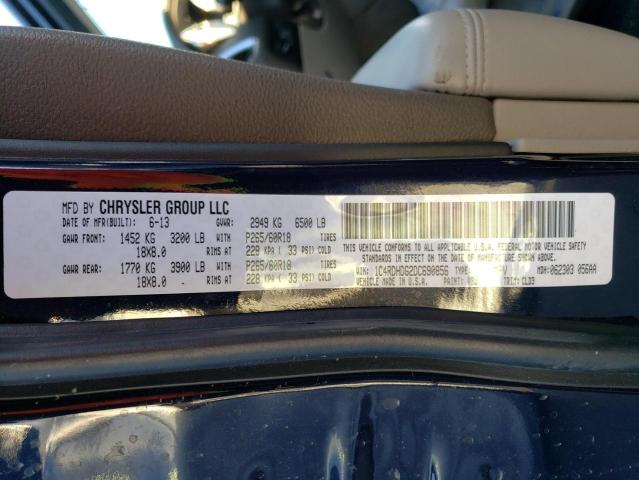 MFD BY CHRYSLER GROUP LLC
DATE OF MFR(BUILT): 6-13 GVWR: 2949 KG 6500 LB
GAWR FRONT: 1452 KG 3200 LB WITH P265/60R18 TIRES
18X8.0 RIMS AT 228 KPA ( 33 PSI) COLD
GAWR REAR: 1770 KG 3900 LB WITH P265/60R18 TIRES
18X8.0 RIMS AT 228 KPA ( 33 PSI) COLD
THIS VEHICLE CONFORMS TO ALL APPLICABLE U.S.A. FEDERAL MOTOR VEHICLE SAFETY
STANDARDS IN EFFECT ON THE DATE OF MANUFACTURE SHOWN ABOVE.
VIN: 1C4RDHDG2DC690856 TYPE: MPV MDH: 062303 056AA
VEHICLE MADE IN U.S.A. PAINT: TRIM: CL33